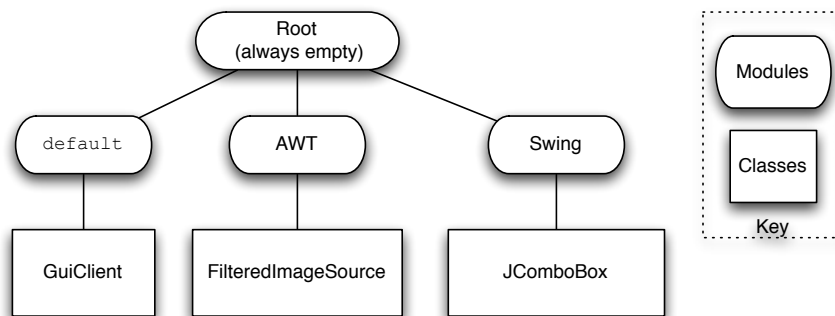 Root
(always empty)
Modules
default
AWT
Swing
Classes
Key
GuiClient
FilteredImageSource
JComboBox